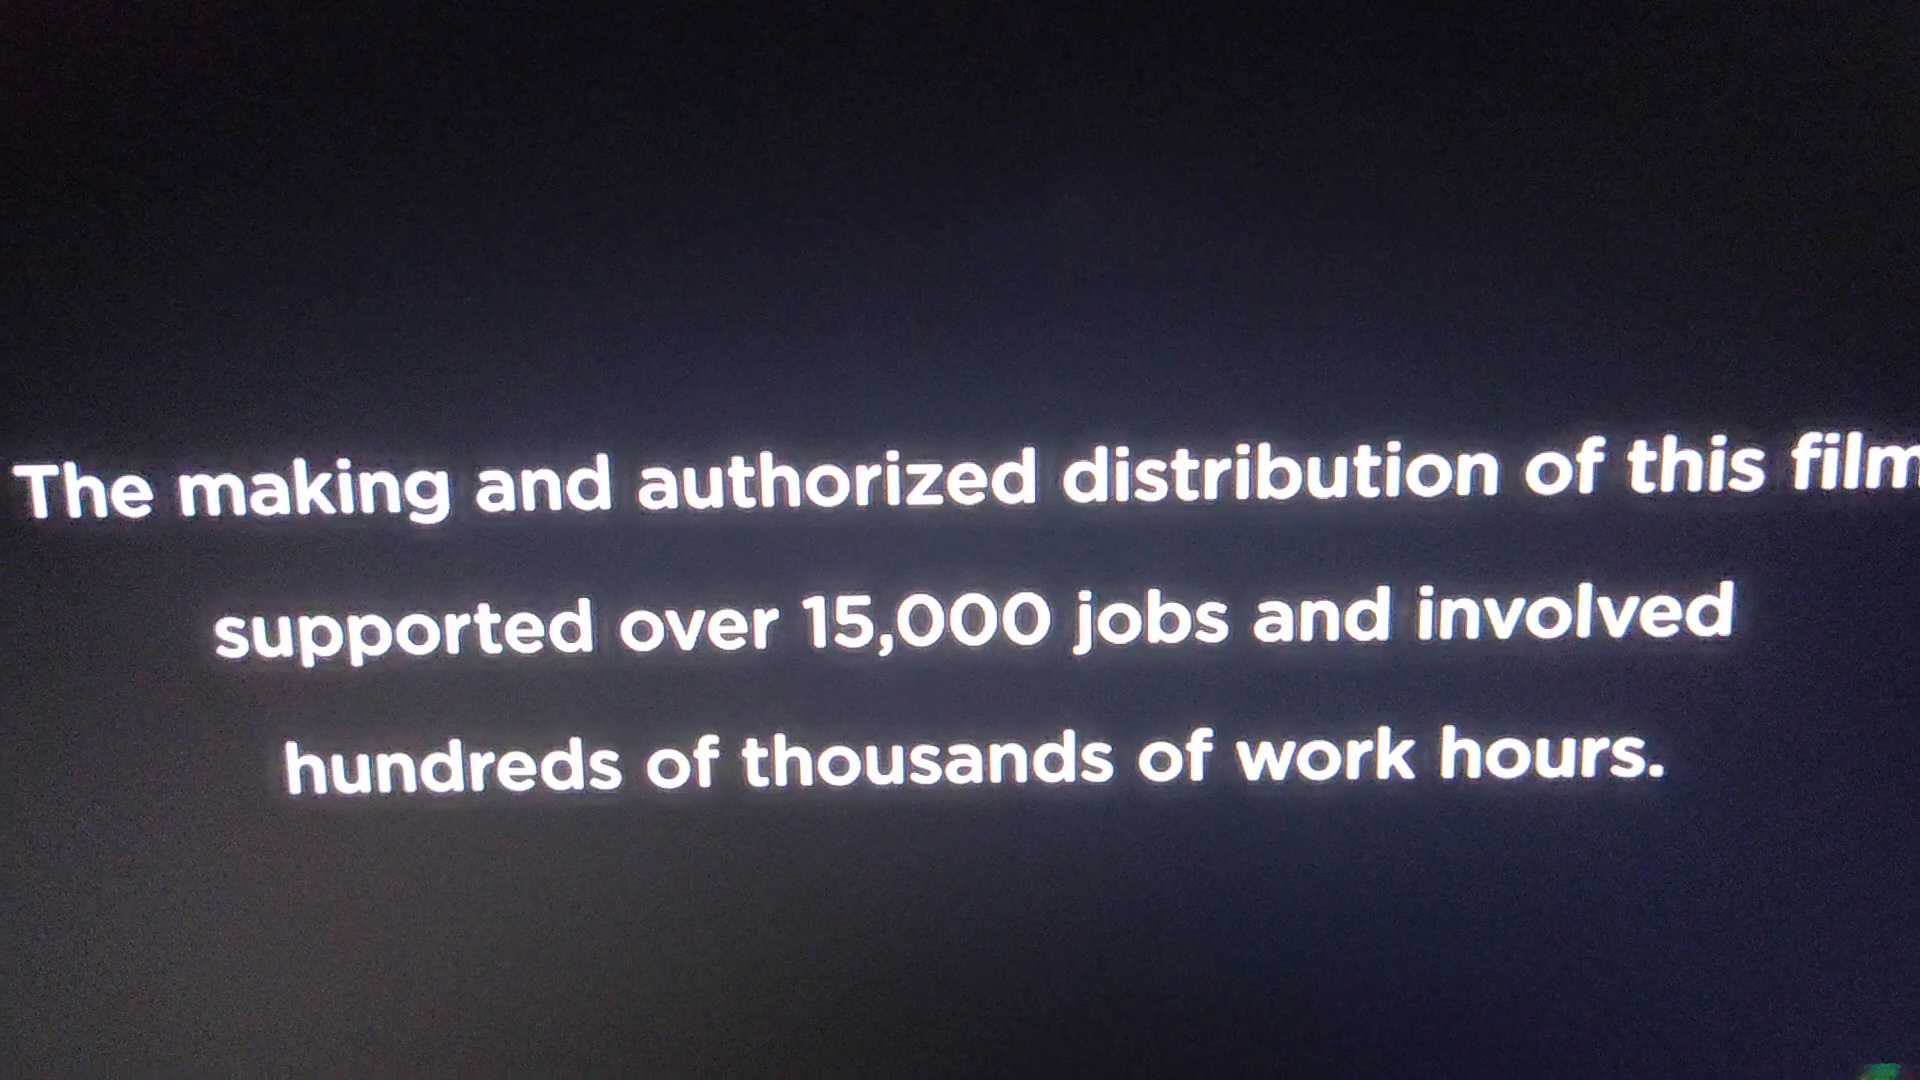 The making and authorized distribution of this film
supported over 15,000 jobs and involved
hundreds of thousands of work hours.